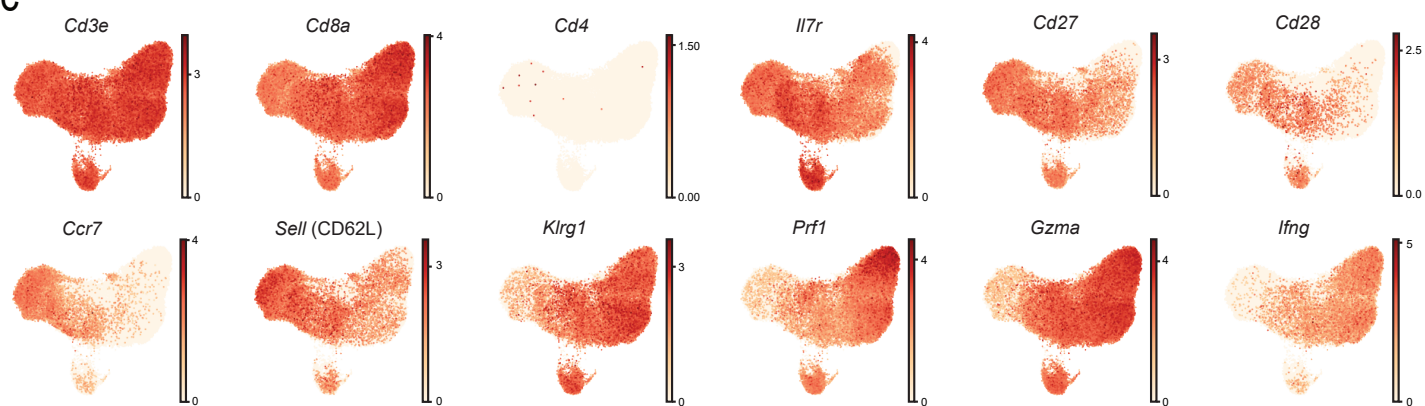 c
Cd3e Cd8a Cd4 Il7r Cd27 Cd28
3 4 1.50 4 3 2.5
0 0 0.00 0 0 0.0
Ccr7 Sell (CD62L) Klrg1 Prf1 Gzma Ifng
4 3 3 4 4 5
0 0 0 0 0 0